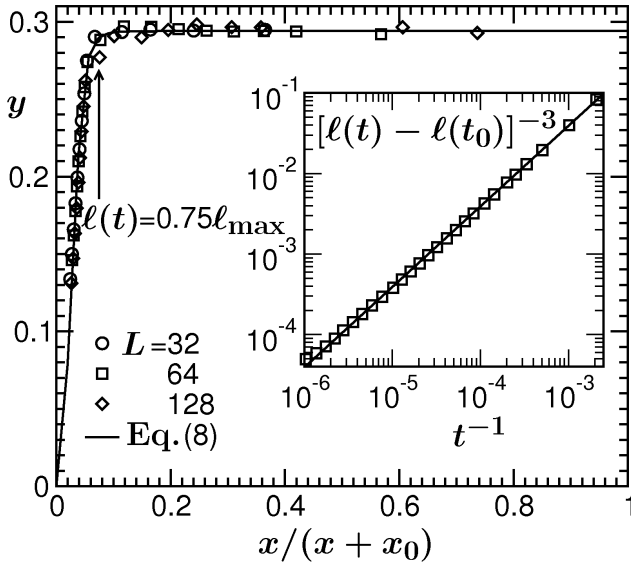 0.3
0.2
0.1
0
y
ℓ(t)=0.75ℓmax
L=32
64
128
Eq.(8)
0 0.2 0.4 0.6 0.8 1
x/(x + x₀)
[ℓ(t) − ℓ(t₀)]⁻³
10⁻¹
10⁻²
10⁻³
10⁻⁴
10⁻⁶ 10⁻⁵ 10⁻⁴ 10⁻³
t⁻¹